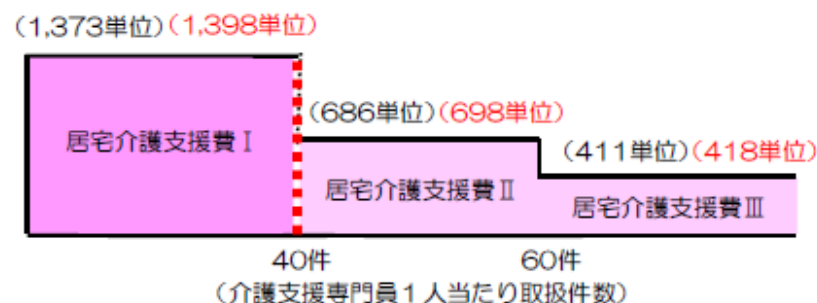 （1,373単位）（1,398単位）
（686単位）（698単位）
（411単位）（418単位）
居宅介護支援費Ⅰ
居宅介護支援費Ⅱ
居宅介護支援費Ⅲ
40件
60件
（介護支援専門員１人当たり取扱件数）